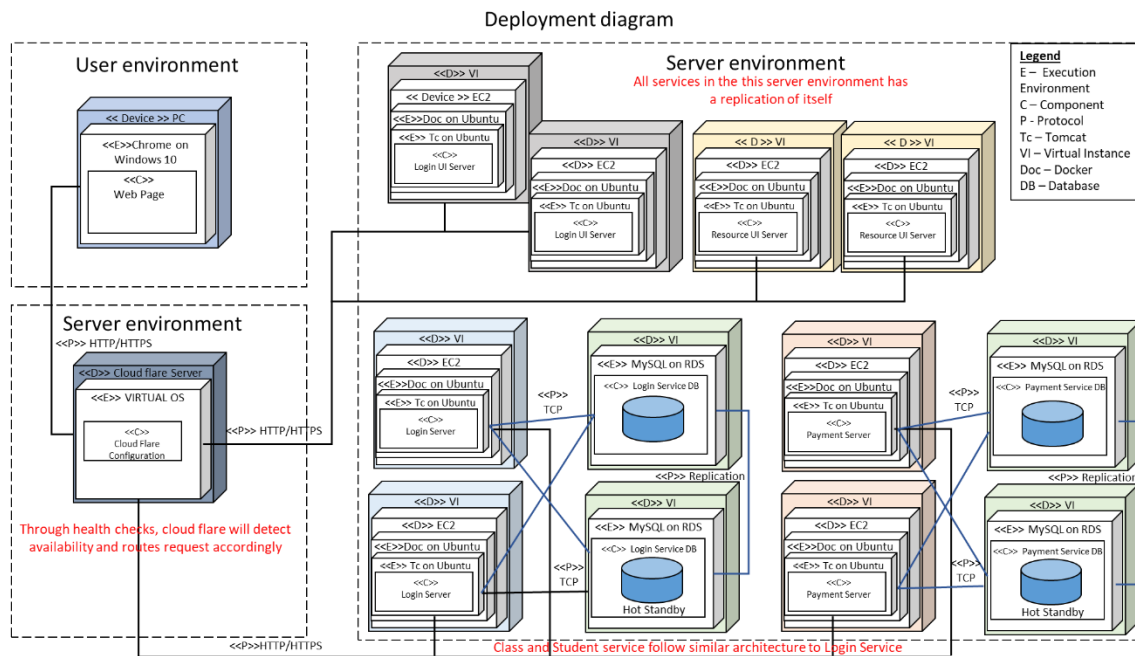 Deployment diagram
User environment
<< Device >> PC
<<E>>Chrome on
Windows 10
<<C>>
Web Page
Server environment
<<P>> HTTP/HTTPS
<<D>> Cloud flare Server
<<E>> VIRTUAL OS
<<C>>
Cloud Flare
Configuration
<<P>> HTTP/HTTPS
Through health checks, cloud flare will detect
availability and routes request accordingly
<<P>>HTTP/HTTPS
Server environment
All services in the this server environment has
a replication of itself
<<D>> VI
<< Device >> EC2
<<E>>Doc on Ubuntu
<<E>> Tc on Ubuntu
<<C>>
Login UI Server
<<D>> VI
<<D>> EC2
<<E>>Doc on Ubuntu
<<E>> Tc on Ubuntu
<<C>>
Login UI Server
<< D >> VI
<<D>> EC2
<<E>>Doc on Ubuntu
<<E>> Tc on Ubuntu
<<C>>
Resource UI Server
<< D >> VI
<<D>> EC2
<<E>>Doc on Ubuntu
<<E>> Tc on Ubuntu
<<C>>
Resource UI Server
Legend
E – Execution
Environment
C – Component
P - Protocol
Tc – Tomcat
VI – Virtual Instance
Doc – Docker
DB – Database
<<D>> VI
<<D>> EC2
<<E>>Doc on Ubuntu
<<E>> Tc on Ubuntu
<<C>>
Login Server
<<P>>
TCP
<<D>> VI
<<E>> MySQL on RDS
<<C>> Login Service DB
<<P>> Replication
<<D>> VI
<<D>> EC2
<<E>>Doc on Ubuntu
<<E>> Tc on Ubuntu
<<C>>
Login Server
<<P>>
TCP
<<D>> VI
<<E>> MySQL on RDS
<<C>> Login Service DB
Hot Standby
<<D>> VI
<<D>> EC2
<<E>>Doc on Ubuntu
<<E>> Tc on Ubuntu
<<C>>
Payment Server
<<P>>
TCP
<<D>> VI
<<E>> MySQL on RDS
<<C>> Payment Service DB
<<P>> Replication
<<D>> VI
<<D>> EC2
<<E>>Doc on Ubuntu
<<E>> Tc on Ubuntu
<<C>>
Payment Server
<<P>>
TCP
<<D>> VI
<<E>> MySQL on RDS
<<C>> Payment Service DB
Hot Standby
Class and Student service follow similar architecture to Login Service